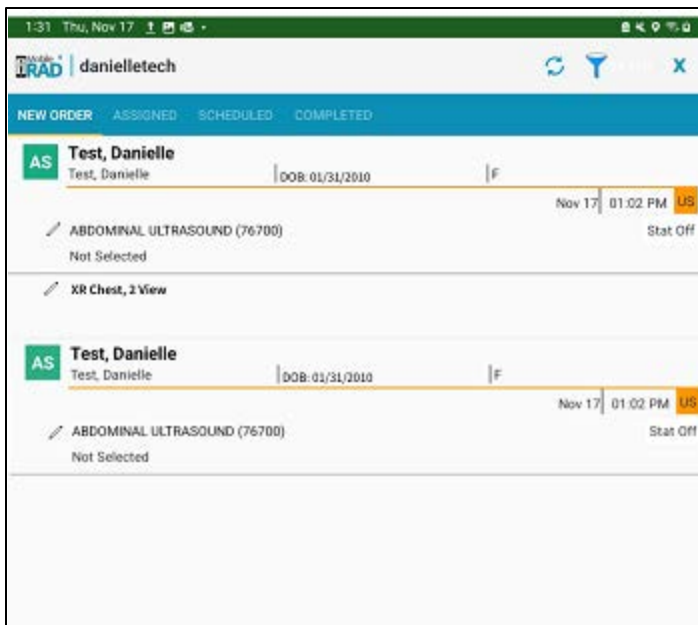 1:31 Thu, Nov 17
Mobile
iRAD danielletech
X
NEW ORDER ASSIGNED SCHEDULED COMPLETED
AS Test, Danielle
Test, Danielle DOB: 01/31/2010 F
Nov 17 01:02 PM US
ABDOMINAL ULTRASOUND (76700) Stat Off
Not Selected
XR Chest, 2 View
AS Test, Danielle
Test, Danielle DOB: 01/31/2010 F
Nov 17 01:02 PM US
ABDOMINAL ULTRASOUND (76700) Stat Off
Not Selected